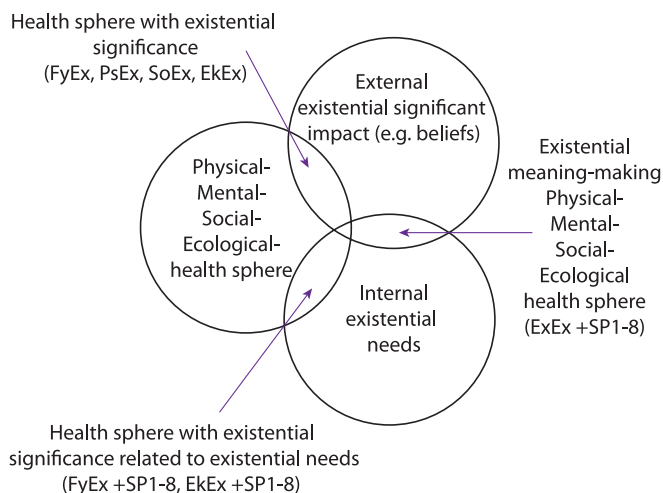 Health sphere with existential
significance
(FyEx, PsEx, SoEx, EkEx)
External
existential significant
impact (e.g. beliefs)
Physical-
Mental-
Social-
Ecological-
health sphere
Existential
meaning-making
Physical-
Mental-
Social-
Ecological
health sphere
(ExEx +SP1-8)
Internal
existential
needs
Health sphere with existential
significance related to existential needs
(FyEx +SP1-8, EkEx +SP1-8)